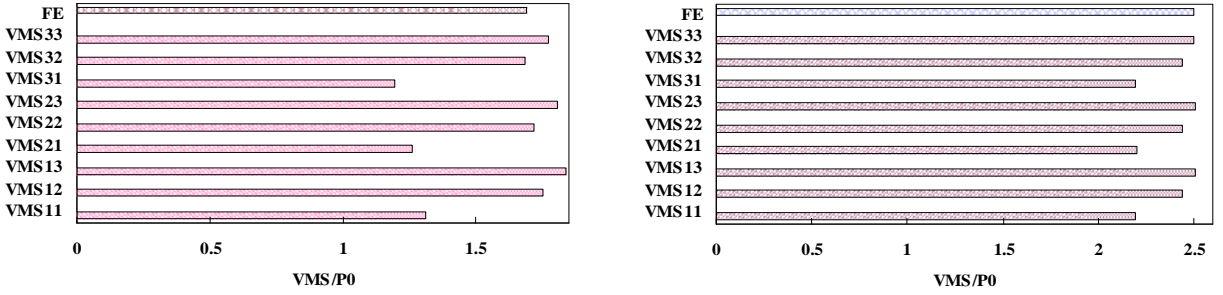 FE
VMS33
VMS32
VMS31
VMS23
VMS22
VMS21
VMS13
VMS12
VMS11
0 0.5 1 1.5
VMS/P0
FE
VMS33
VMS32
VMS31
VMS23
VMS22
VMS21
VMS13
VMS12
VMS11
0 0.5 1 1.5 2 2.5
VMS/P0